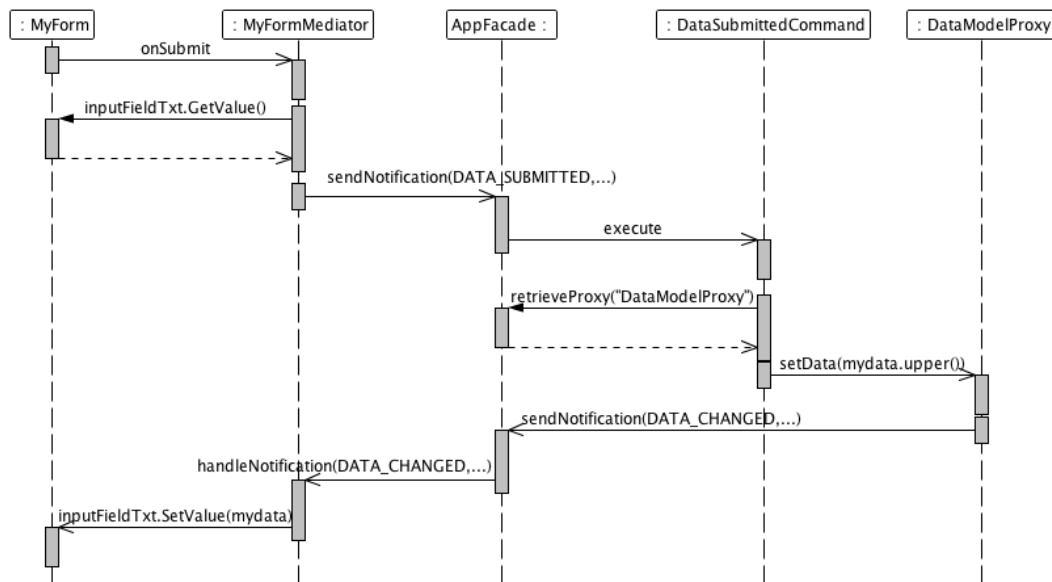 : MyForm
: MyFormMediator
AppFacade :
: DataSubmittedCommand
: DataModelProxy
onSubmit
inputFieldTxt.GetValue()
sendNotification(DATA_SUBMITTED,...)
execute
retrieveProxy("DataModelProxy")
setData(mydata.upper())
sendNotification(DATA_CHANGED,...)
handleNotification(DATA_CHANGED,...)
inputFieldTxt.SetValue(mydata)